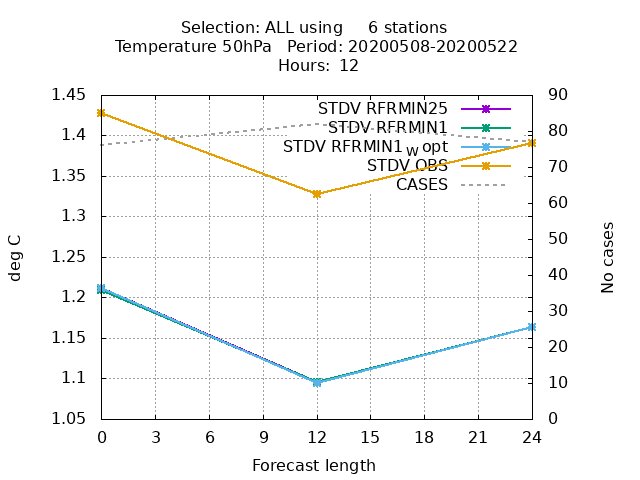 Selection: ALL using     6 stations
Temperature 50hPa   Period: 20200508-20200522
Hours: 12
1.45
1.4
1.35
1.3
1.25
1.2
1.15
1.1
1.05
90
80
70
60
50
40
30
20
10
0
STDV RFRMIN25
STDV RFRMIN1
STDV RFRMIN1wopt
STDV OBS
CASES
deg C
No cases
0 3 6 9 12 15 18 21 24
Forecast length